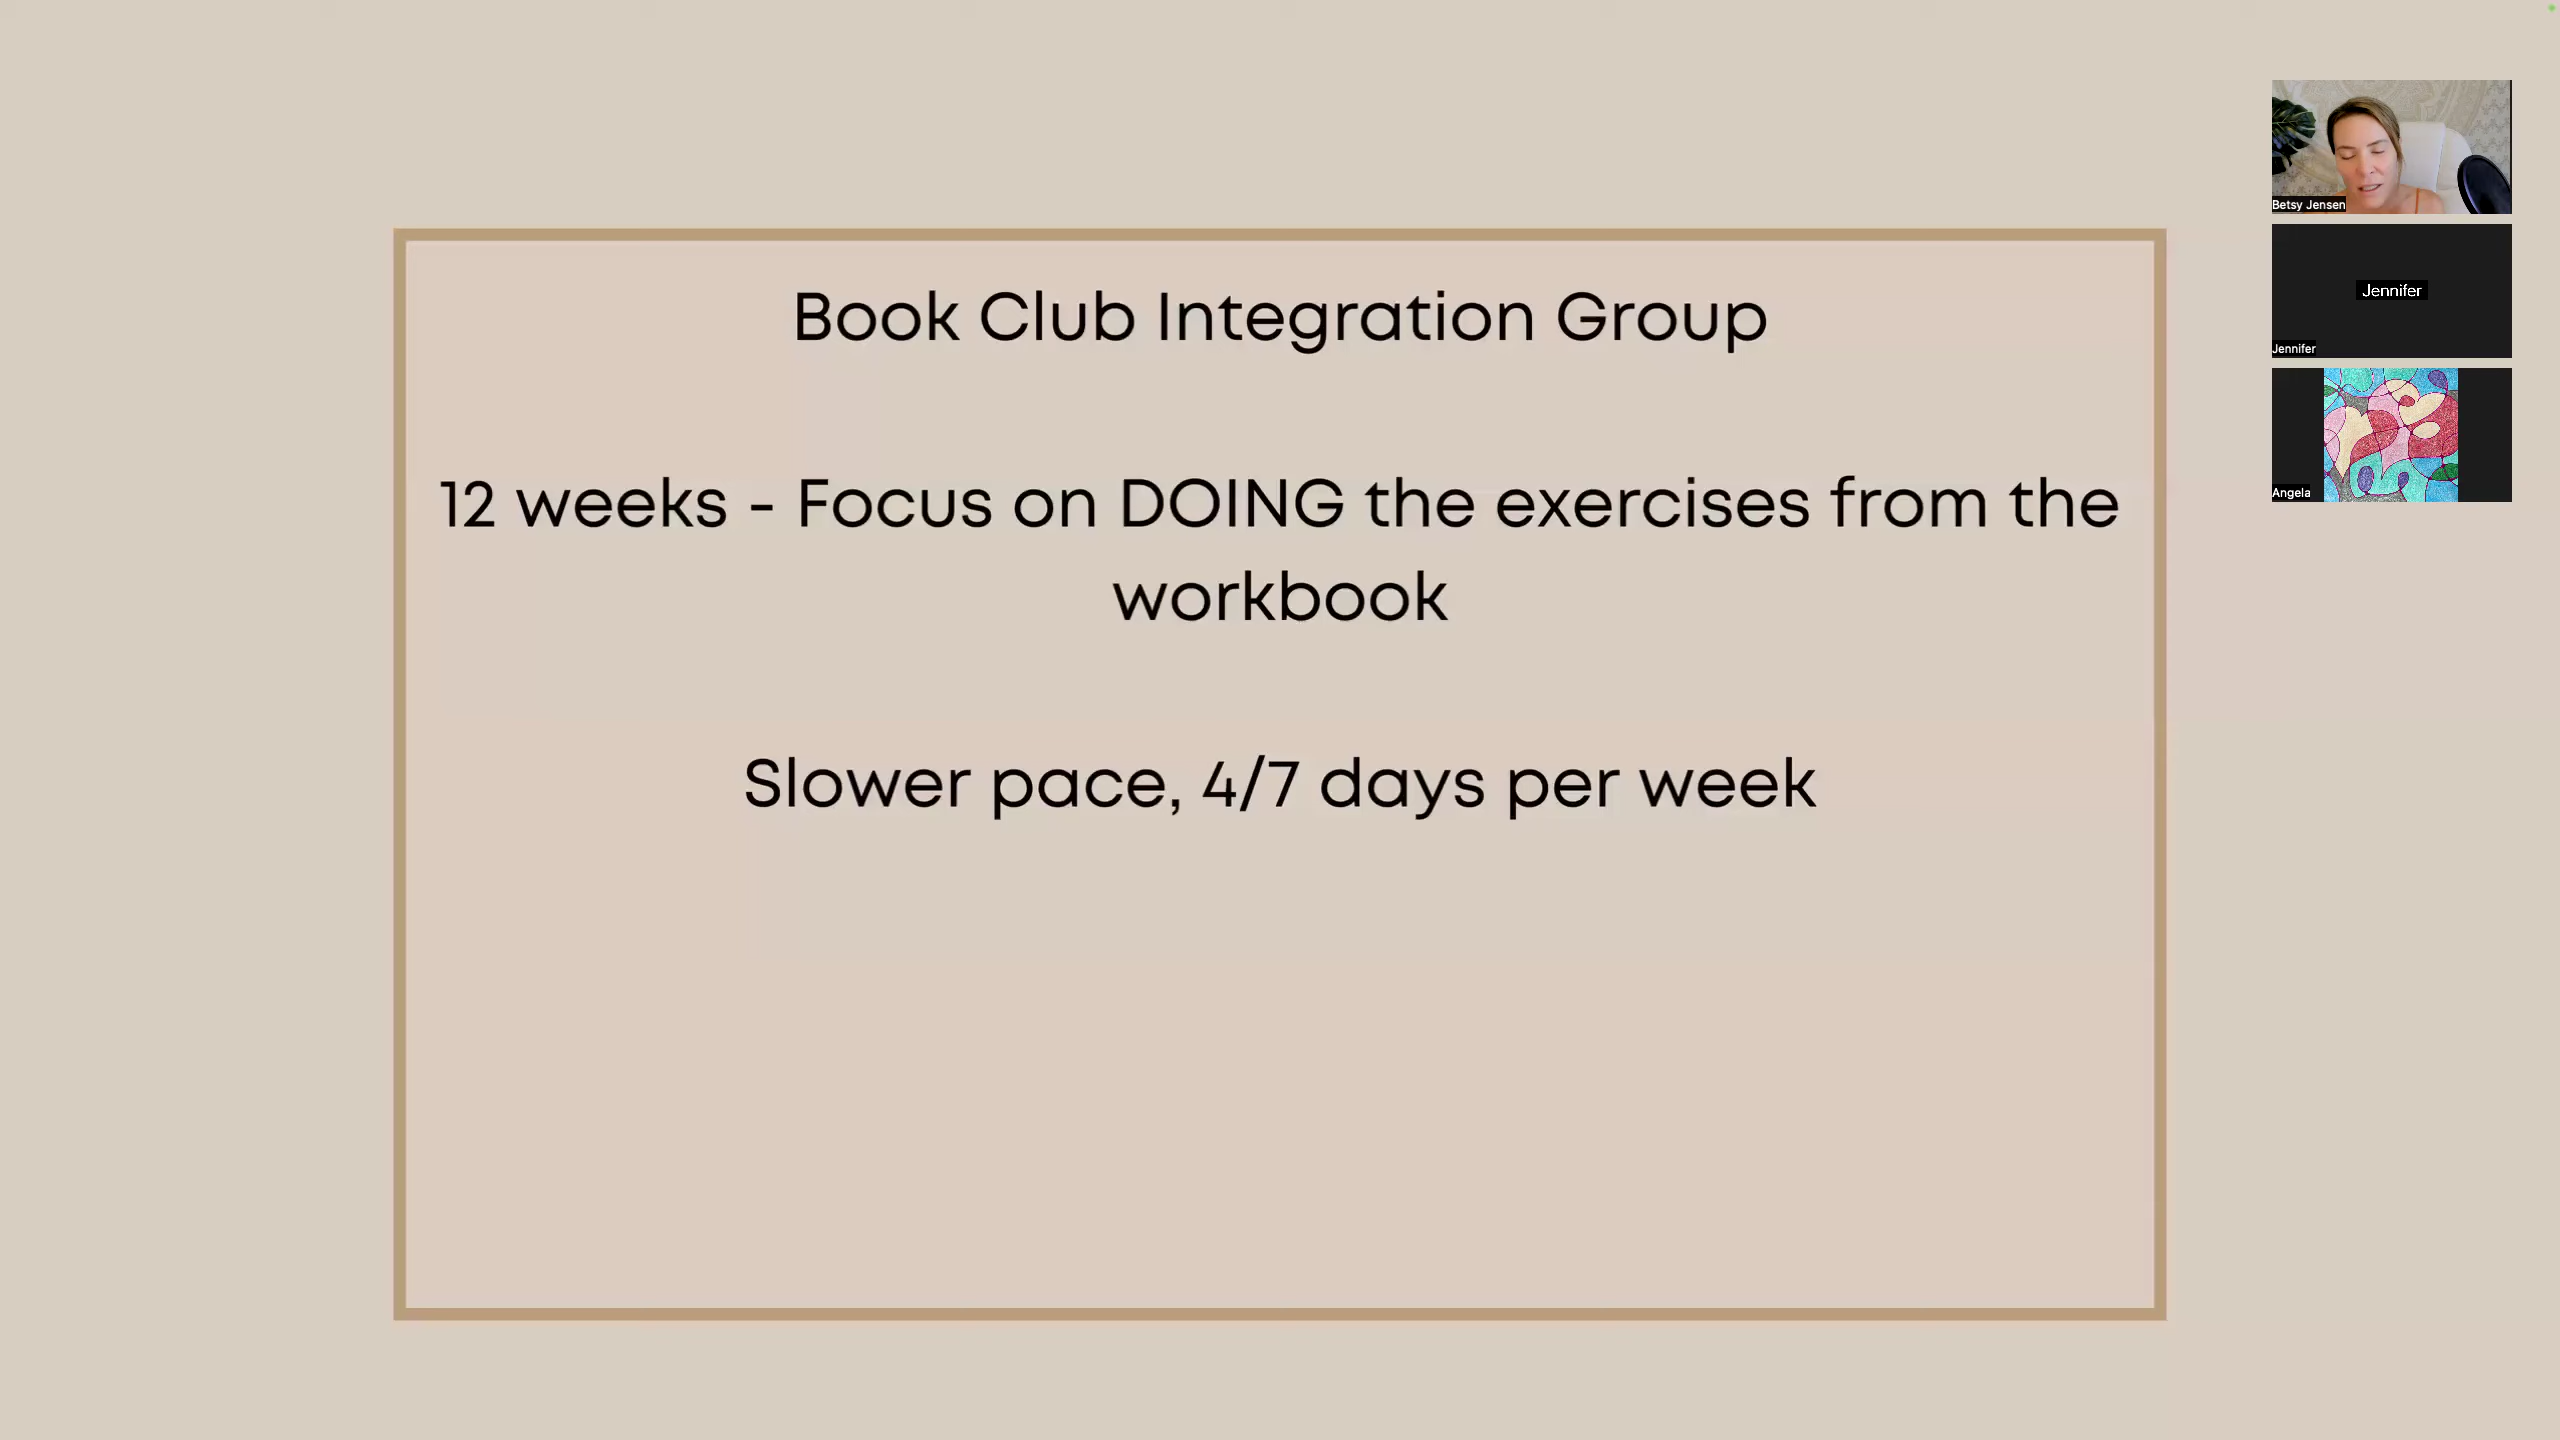 Book Club Integration Group
12 weeks - Focus on DOING the exercises from the
workbook
Slower pace, 4/7 days per week
Betsy Jensen
Jennifer
Jennifer
Angela